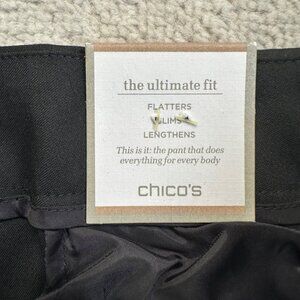 the ultimate fit
FLATTERS
SLIMS
LENGTHENS
This is it: the pant that does
everything for every body
chico's